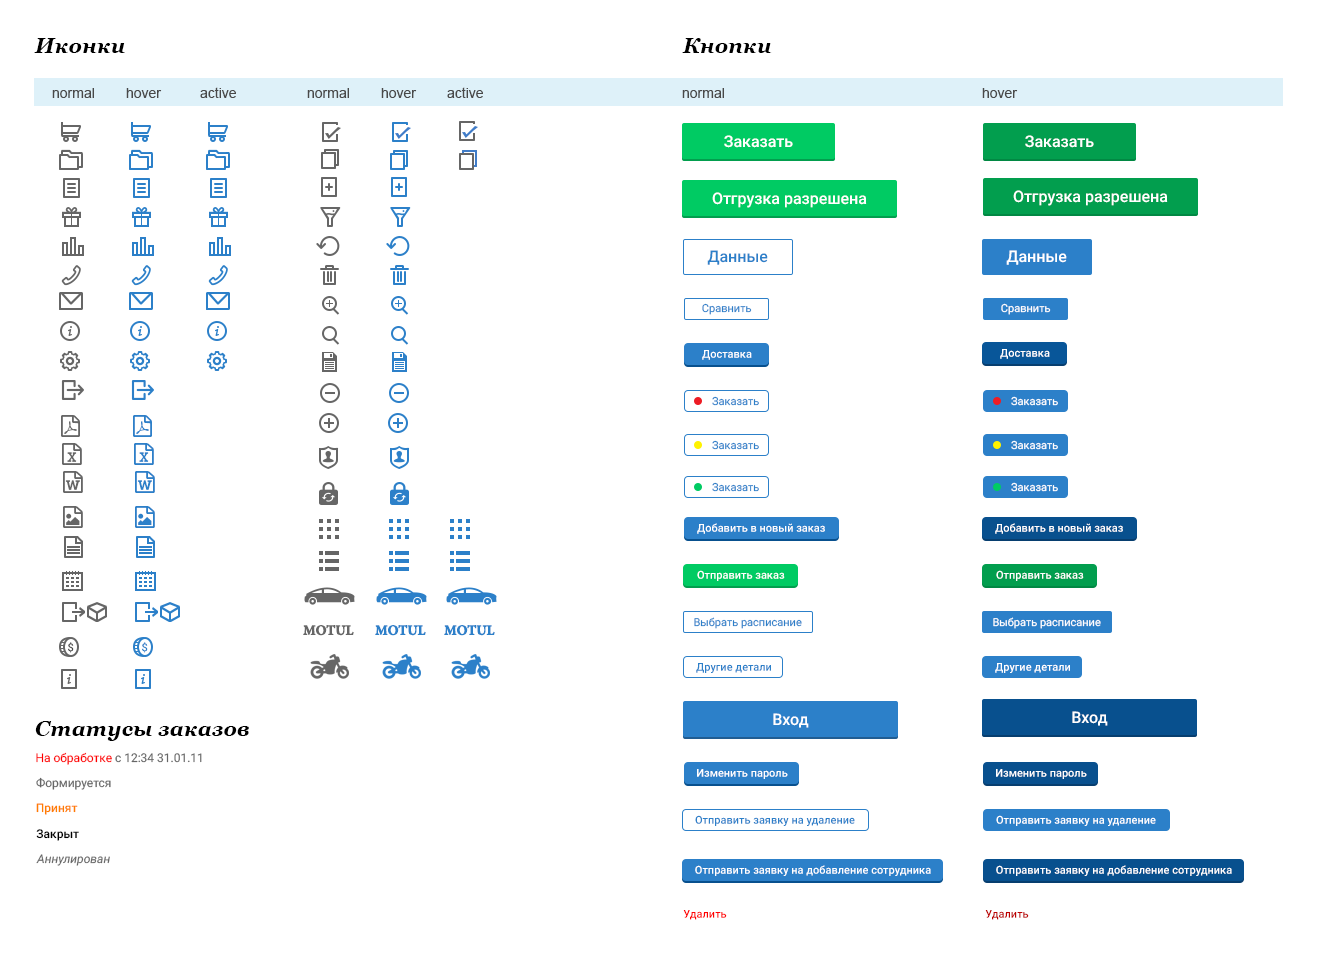 Иконки
normal hover active normal hover active
MOTUL MOTUL MOTUL
Статусы заказов
На обработке с 12:34 31.01.11
Формируется
Принят
Закрыт
Аннулирован
Кнопки
normal hover
Заказать Заказать
Отгрузка разрешена Отгрузка разрешена
Данные Данные
Сравнить Сравнить
Доставка Доставка
Заказать Заказать
Заказать Заказать
Заказать Заказать
Добавить в новый заказ Добавить в новый заказ
Отправить заказ Отправить заказ
Выбрать расписание Выбрать расписание
Другие детали Другие детали
Вход Вход
Изменить пароль Изменить пароль
Отправить заявку на удаление Отправить заявку на удаление
Отправить заявку на добавление сотрудника Отправить заявку на добавление сотрудника
Удалить Удалить